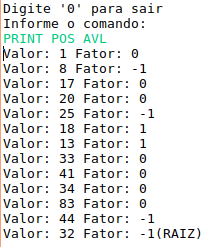 Digite '0' para sair
Informe o comando:
PRINT POS AVL
Valor: 1 Fator: 0
Valor: 8 Fator: -1
Valor: 17 Fator: 0
Valor: 20 Fator: 0
Valor: 25 Fator: -1
Valor: 18 Fator: 1
Valor: 13 Fator: 1
Valor: 33 Fator: 0
Valor: 41 Fator: 0
Valor: 34 Fator: 0
Valor: 83 Fator: 0
Valor: 44 Fator: -1
Valor: 32 Fator: -1(RAIZ)